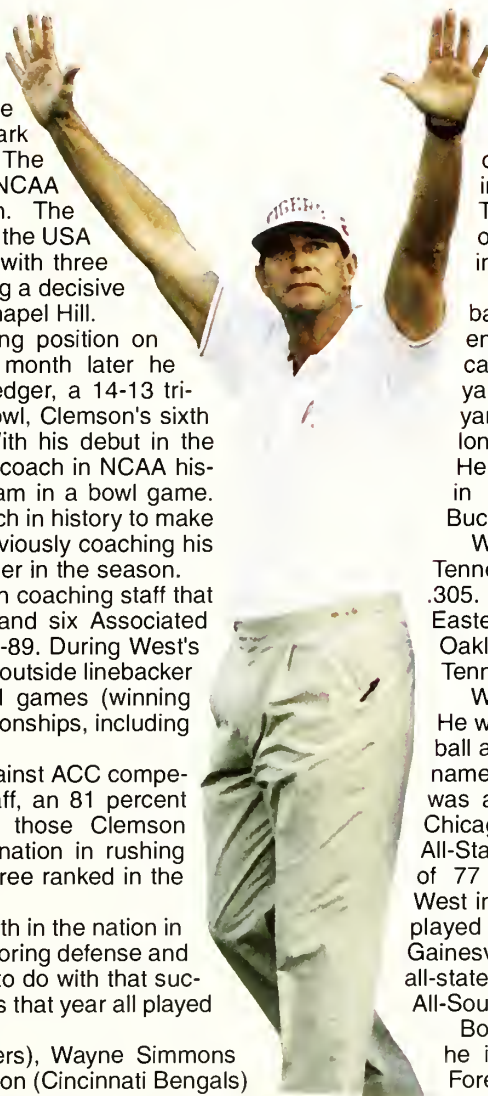 e
ark
The
NCAA
n. The
the USA
with three
g a decisive
hapel Hill.
ng position on
month later he
edger, a 14-13 tri-
owl, Clemson's sixth
ith his debut in the
coach in NCAA his-
am in a bowl game.
ch in history to make
viously coaching his
er in the season.
n coaching staff that
and six Associated
-89. During West's
outside linebacker
l games (winning
onships, including
ainst ACC compe-
aff, an 81 percent
those Clemson
nation in rushing
ree ranked in the
th in the nation in
oring defense and
to do with that suc-
s that year all played
ers), Wayne Simmons
on (Cincinnati Bengals)
TIGERS
c
in
T
o
in
ba
en
ca
ya
yar
lon
He
in
Buc
W
Tenne
.305.
Easte
Oakl
Tenn
W
He w
ball a
name
was a
Chicag
All-Sta
of 77
West in
played
Gainesv
all-state
All-Sou
Bo
he i
Fore